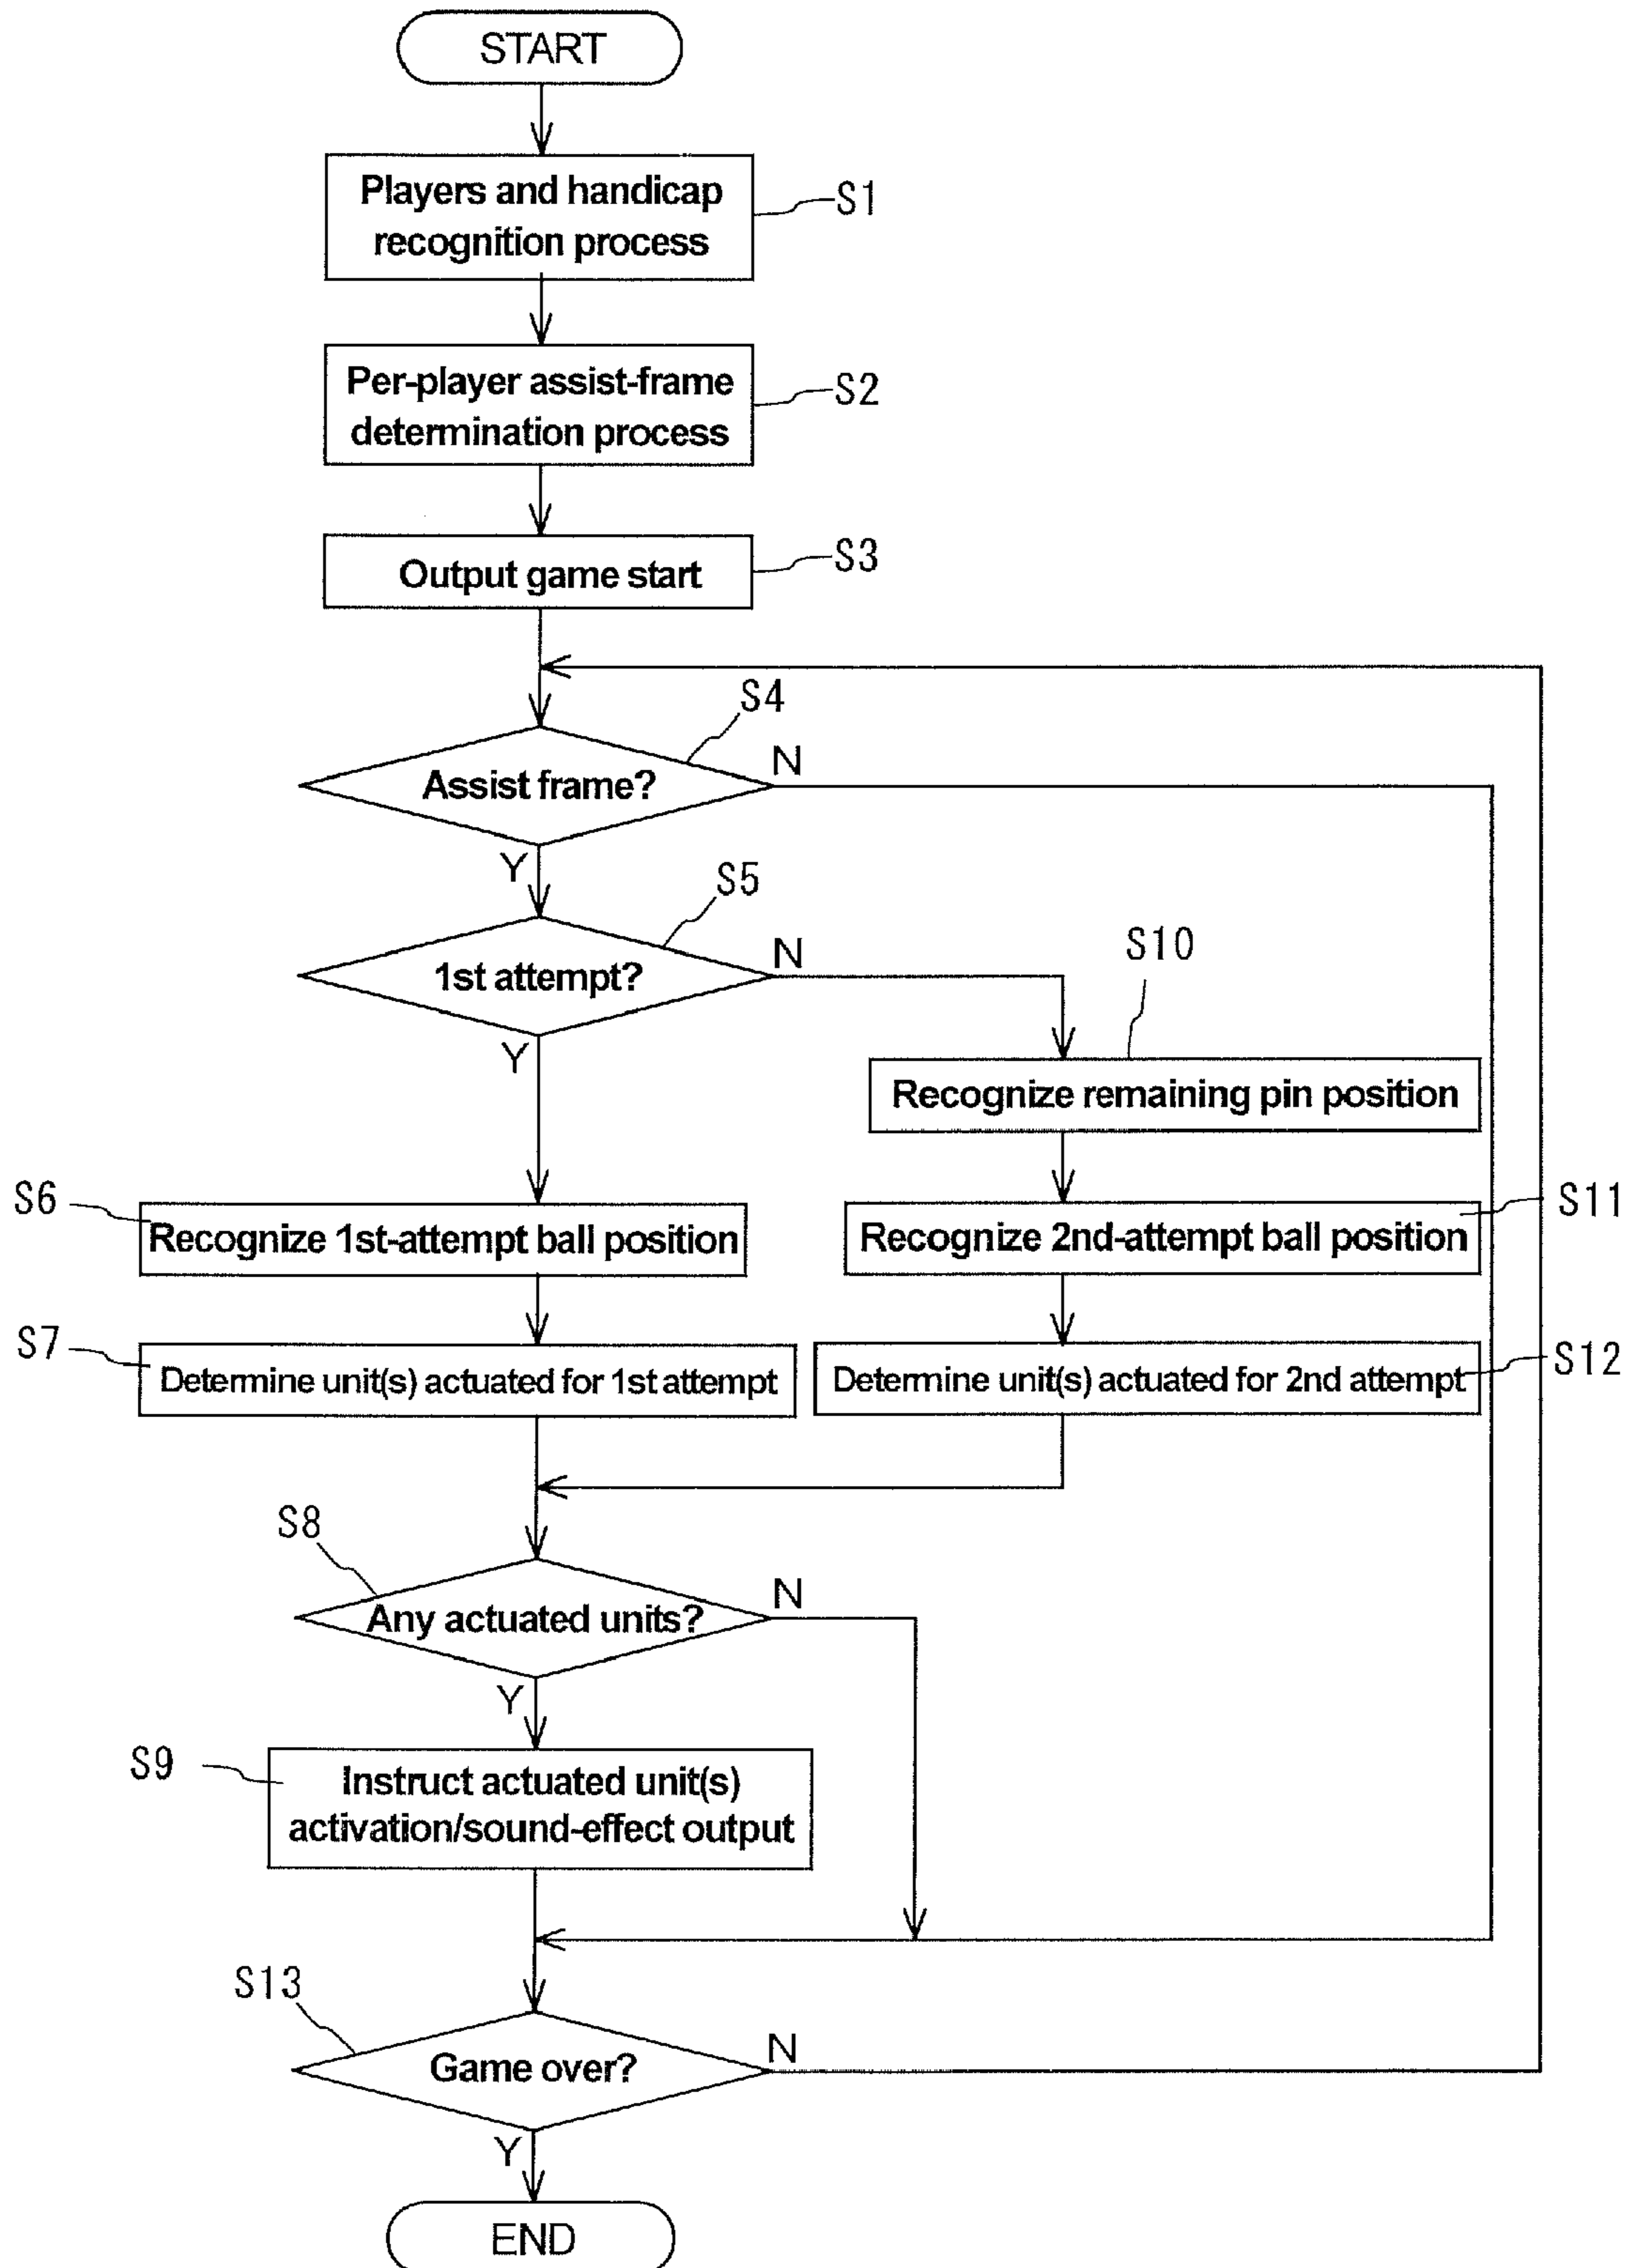 START
Players and handicap
recognition process
S1
Per-player assist-frame
determination process
S2
Output game start
S3
S4
Assist frame?
N
Y
S5
1st attempt?
N
Y
S10
Recognize remaining pin position
S6
Recognize 1st-attempt ball position
Recognize 2nd-attempt ball position
S11
S7
Determine unit(s) actuated for 1st attempt
Determine unit(s) actuated for 2nd attempt
S12
S8
Any actuated units?
N
Y
S9
Instruct actuated unit(s)
activation/sound-effect output
S13
Game over?
N
Y
END